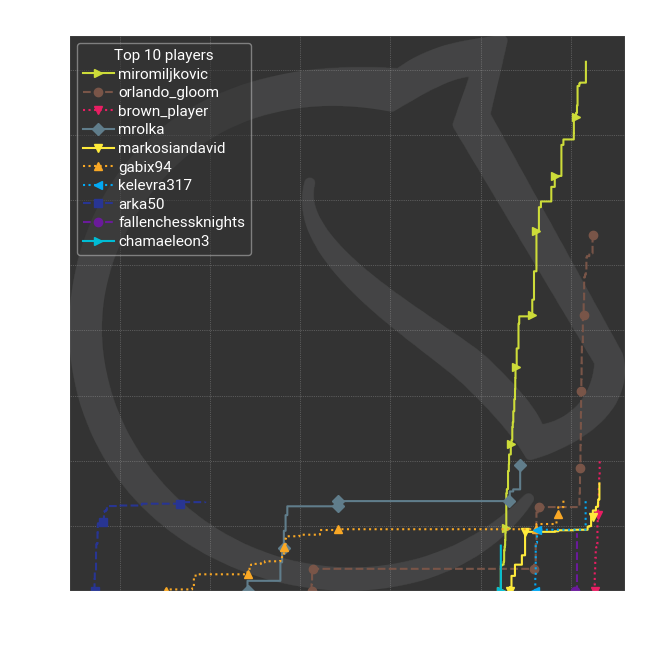 Top 10 players
miromiljkovic
orlando_gloom
brown_player
mrolka
markosiandavid
gabix94
kelevra317
arka50
fallenchessknights
chamaeleon3